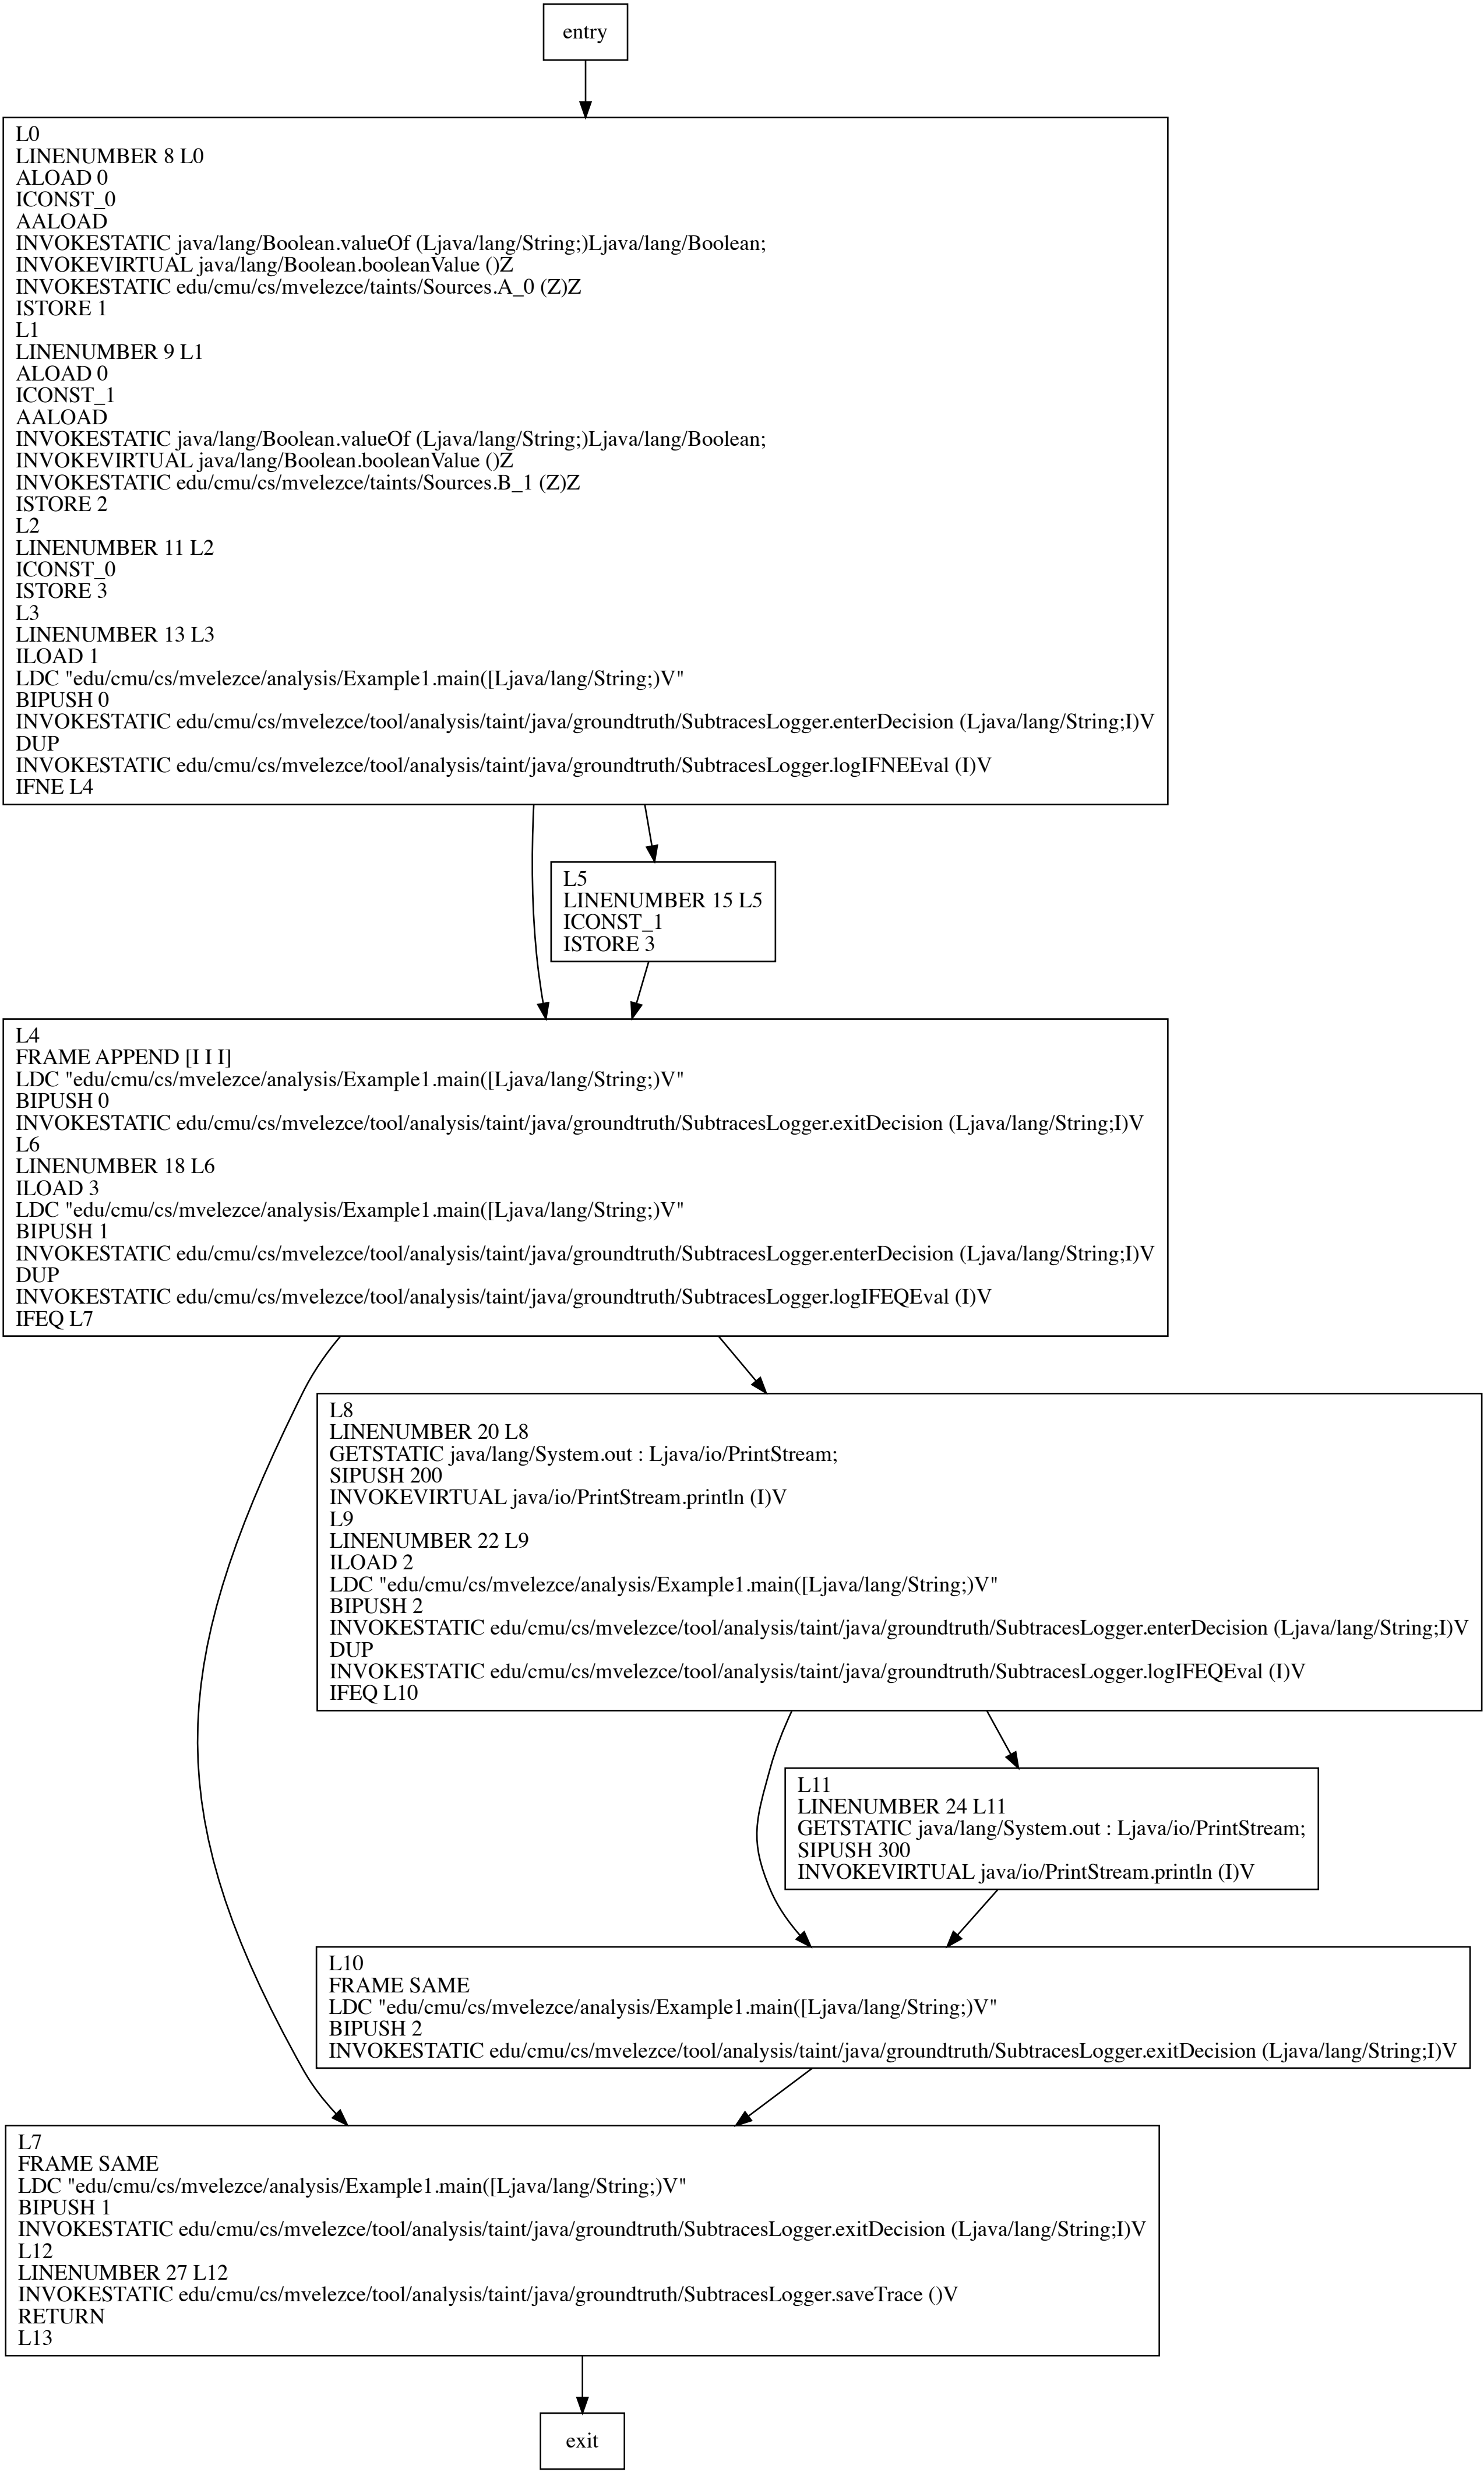 entry
L0
LINENUMBER 8 L0
ALOAD 0
ICONST_0
AALOAD
INVOKESTATIC java/lang/Boolean.valueOf (Ljava/lang/String;)Ljava/lang/Boolean;
INVOKEVIRTUAL java/lang/Boolean.booleanValue ()Z
INVOKESTATIC edu/cmu/cs/mvelezce/taints/Sources.A_0 (Z)Z
ISTORE 1
L1
LINENUMBER 9 L1
ALOAD 0
ICONST_1
AALOAD
INVOKESTATIC java/lang/Boolean.valueOf (Ljava/lang/String;)Ljava/lang/Boolean;
INVOKEVIRTUAL java/lang/Boolean.booleanValue ()Z
INVOKESTATIC edu/cmu/cs/mvelezce/taints/Sources.B_1 (Z)Z
ISTORE 2
L2
LINENUMBER 11 L2
ICONST_0
ISTORE 3
L3
LINENUMBER 13 L3
ILOAD 1
LDC "edu/cmu/cs/mvelezce/analysis/Example1.main([Ljava/lang/String;)V"
BIPUSH 0
INVOKESTATIC edu/cmu/cs/mvelezce/tool/analysis/taint/java/groundtruth/SubtracesLogger.enterDecision (Ljava/lang/String;I)V
DUP
INVOKESTATIC edu/cmu/cs/mvelezce/tool/analysis/taint/java/groundtruth/SubtracesLogger.logIFNEEval (I)V
IFNE L4
L5
LINENUMBER 15 L5
ICONST_1
ISTORE 3
L4
FRAME APPEND [I I I]
LDC "edu/cmu/cs/mvelezce/analysis/Example1.main([Ljava/lang/String;)V"
BIPUSH 0
INVOKESTATIC edu/cmu/cs/mvelezce/tool/analysis/taint/java/groundtruth/SubtracesLogger.exitDecision (Ljava/lang/String;I)V
L6
LINENUMBER 18 L6
ILOAD 3
LDC "edu/cmu/cs/mvelezce/analysis/Example1.main([Ljava/lang/String;)V"
BIPUSH 1
INVOKESTATIC edu/cmu/cs/mvelezce/tool/analysis/taint/java/groundtruth/SubtracesLogger.enterDecision (Ljava/lang/String;I)V
DUP
INVOKESTATIC edu/cmu/cs/mvelezce/tool/analysis/taint/java/groundtruth/SubtracesLogger.logIFEQEval (I)V
IFEQ L7
L8
LINENUMBER 20 L8
GETSTATIC java/lang/System.out : Ljava/io/PrintStream;
SIPUSH 200
INVOKEVIRTUAL java/io/PrintStream.println (I)V
L9
LINENUMBER 22 L9
ILOAD 2
LDC "edu/cmu/cs/mvelezce/analysis/Example1.main([Ljava/lang/String;)V"
BIPUSH 2
INVOKESTATIC edu/cmu/cs/mvelezce/tool/analysis/taint/java/groundtruth/SubtracesLogger.enterDecision (Ljava/lang/String;I)V
DUP
INVOKESTATIC edu/cmu/cs/mvelezce/tool/analysis/taint/java/groundtruth/SubtracesLogger.logIFEQEval (I)V
IFEQ L10
L11
LINENUMBER 24 L11
GETSTATIC java/lang/System.out : Ljava/io/PrintStream;
SIPUSH 300
INVOKEVIRTUAL java/io/PrintStream.println (I)V
L10
FRAME SAME
LDC "edu/cmu/cs/mvelezce/analysis/Example1.main([Ljava/lang/String;)V"
BIPUSH 2
INVOKESTATIC edu/cmu/cs/mvelezce/tool/analysis/taint/java/groundtruth/SubtracesLogger.exitDecision (Ljava/lang/String;I)V
L7
FRAME SAME
LDC "edu/cmu/cs/mvelezce/analysis/Example1.main([Ljava/lang/String;)V"
BIPUSH 1
INVOKESTATIC edu/cmu/cs/mvelezce/tool/analysis/taint/java/groundtruth/SubtracesLogger.exitDecision (Ljava/lang/String;I)V
L12
LINENUMBER 27 L12
INVOKESTATIC edu/cmu/cs/mvelezce/tool/analysis/taint/java/groundtruth/SubtracesLogger.saveTrace ()V
RETURN
L13
exit